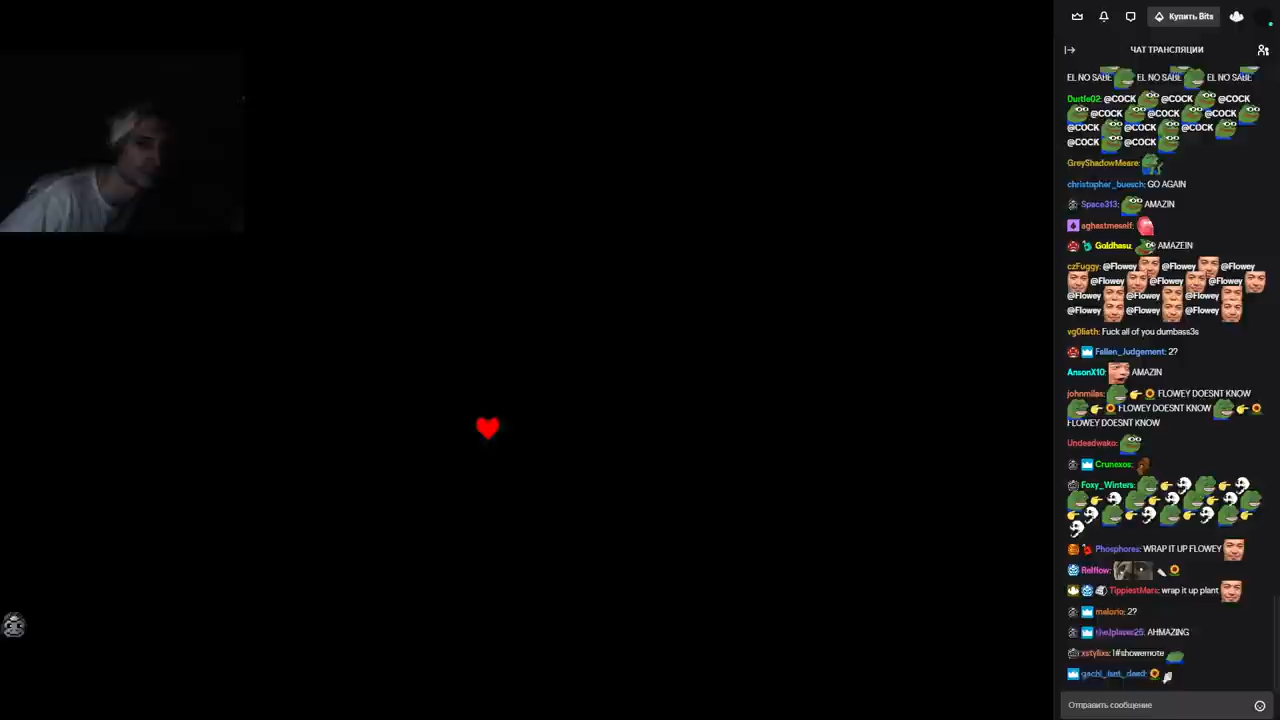 Купить Bits
ЧАТ ТРАНСЛЯЦИИ
EL NO SABE EL NO SABE EL NO SABE
@COCK @COCK @COCK
@COCK @COCK @COCK
@COCK @COCK @COCK
@COCK @COCK
GreyShadowMeare:
christopher_buesch: GO AGAIN
Space313: AMAZIN
aghastmeself:
Goldhasu: AMAZEIN
czFuggy: @Flowey @Flowey @Flowey
@Flowey @Flowey @Flowey
@Flowey @Flowey @Flowey
@Flowey @Flowey @Flowey
vg0liath: Fuck all of you dumbass3s
Fallen_Judgement: 2?
AnsonX10: AMAZIN
johnmilas: FLOWEY DOESNT KNOW
FLOWEY DOESNT KNOW
FLOWEY DOESNT KNOW
Undeadwako:
Crunexos:
Foxy_Winters:
Phosphores: WRAP IT UP FLOWEY
Relflow:
TippiestMars: wrap it up plant
2?
AHMAZING
xstylixs: !#showemote
Отправить сообщение